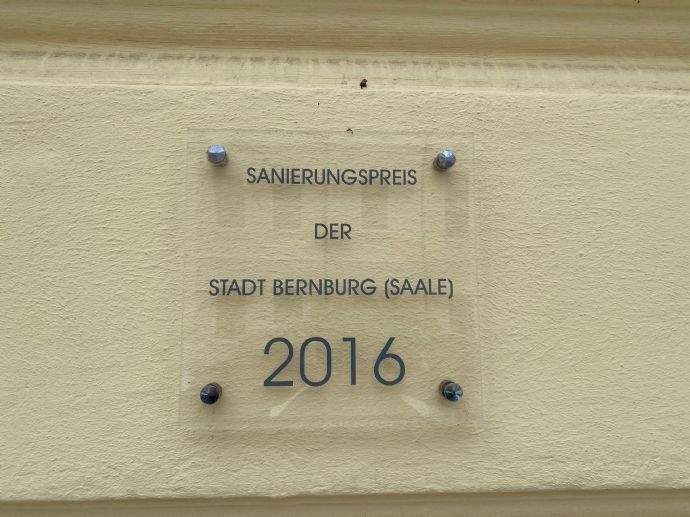 SANIERUNGSPREIS
DER
STADT BERNBURG (SAALE)
2016